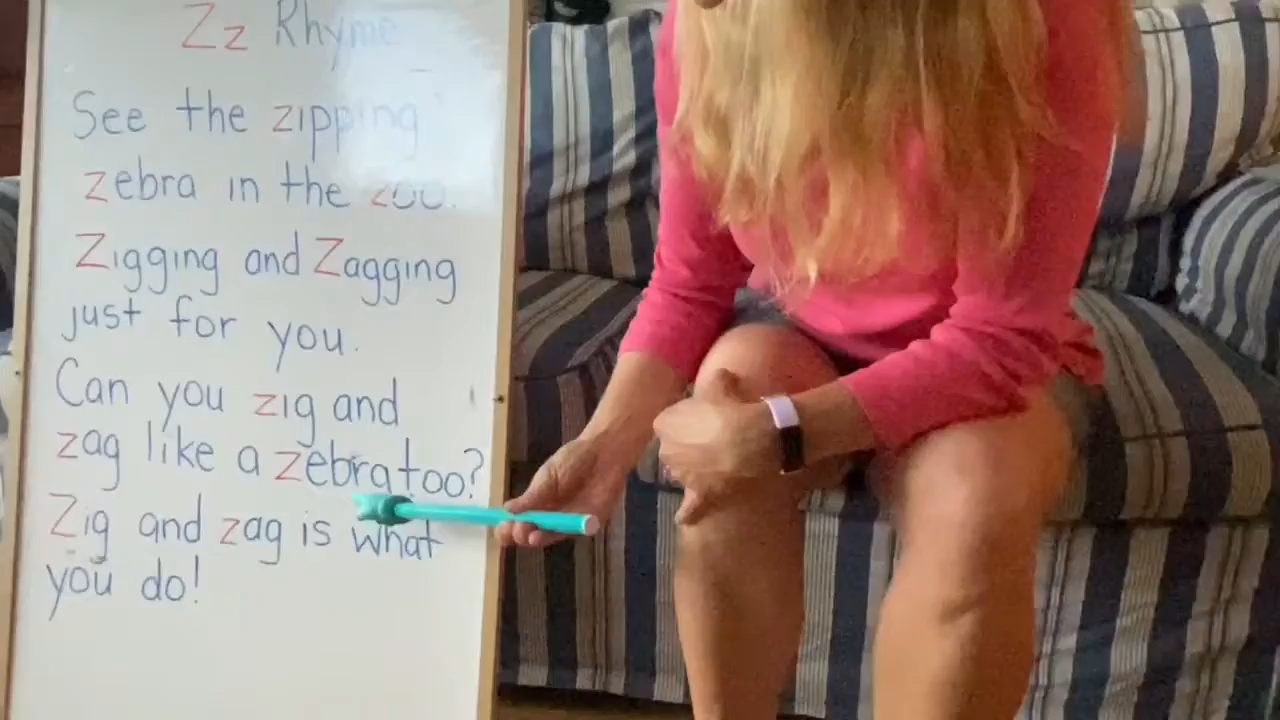 Zz Rhyme
See the zipping
zebra in the zoo.
Zigging and Zagging
just for you.
Can you zig and
zag like a zebra too?
Zig and zag is what
you do!